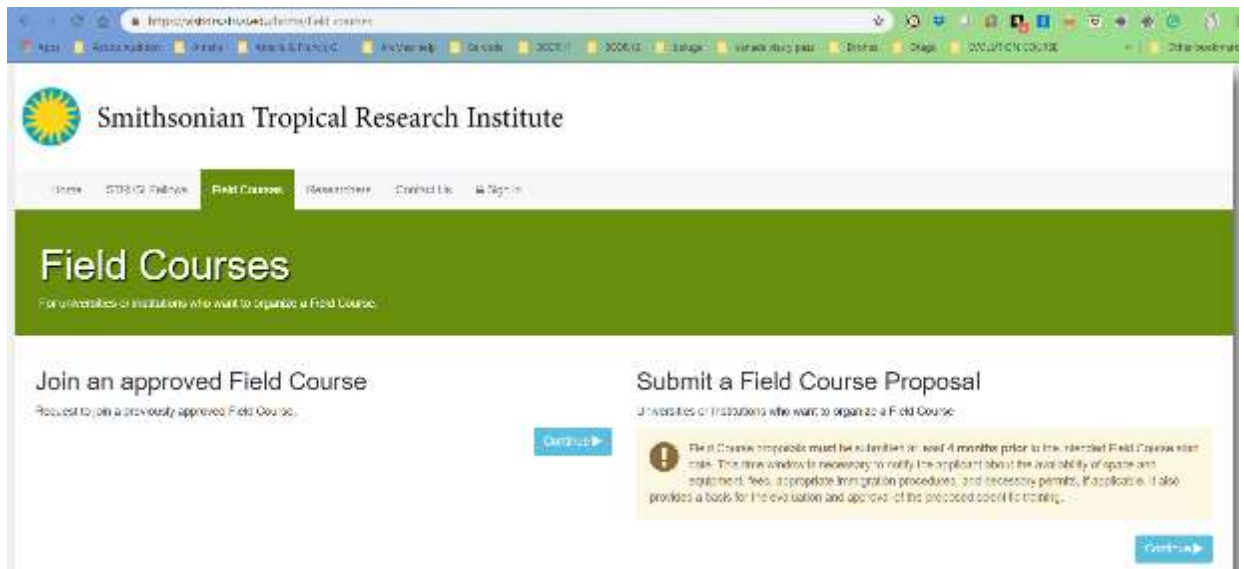 Smithsonian Tropical Research Institute
Home STRI/SI Fellows Field Courses Researchers Contact Us Sign In
Field Courses
For universities or institutions who want to organize a Field Course.
Join an approved Field Course
Request to join a previously approved Field Course.
Continue
Submit a Field Course Proposal
Universities or Institutions who want to organize a Field Course
Field Course proposals must be submitted at least 4 months prior to the intended Field Course start
date. This time window is necessary to notify the applicant about the availability of space and
equipment, fees, appropriate immigration procedures, and necessary permits, if applicable. It also
provides a basis for the evaluation and approval of the proposed scientific training.
Continue